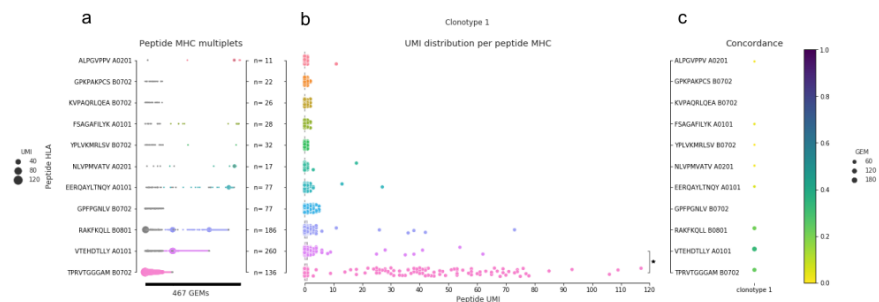 a
b
c
Clonotype 1
Peptide MHC multiplets
UMI distribution per peptide MHC
Concordance
ALPGVPPV A0201
n= 11
ALPGVPPV A0201
GPKPAKPCS B0702
n= 22
GPKPAKPCS B0702
KVPAQRLQEA B0702
n= 26
KVPAQRLQEA B0702
FSAGAFILYK A0101
n= 28
FSAGAFILYK A0101
YPLVKMRLSV B0702
n= 32
YPLVKMRLSV B0702
NLVPMVATV A0201
n= 17
NLVPMVATV A0201
EERQAYLTNQY A0101
n= 77
EERQAYLTNQY A0101
GPFPGNLV B0702
n= 77
GPFPGNLV B0702
RAKFKQLL B0801
n= 186
RAKFKQLL B0801
VTEHDTLLY A0101
n= 260
VTEHDTLLY A0101
TPRVTGGGAM B0702
n= 136
TPRVTGGGAM B0702
UMI
40
80
120
Peptide HLA
467 GEMs
0 10 20 30 40 50 60 70 80 90 100 110 120
Peptide UMI
*
clonotype 1
1.0
0.8
0.6
0.4
0.2
0.0
GEM
60
120
180